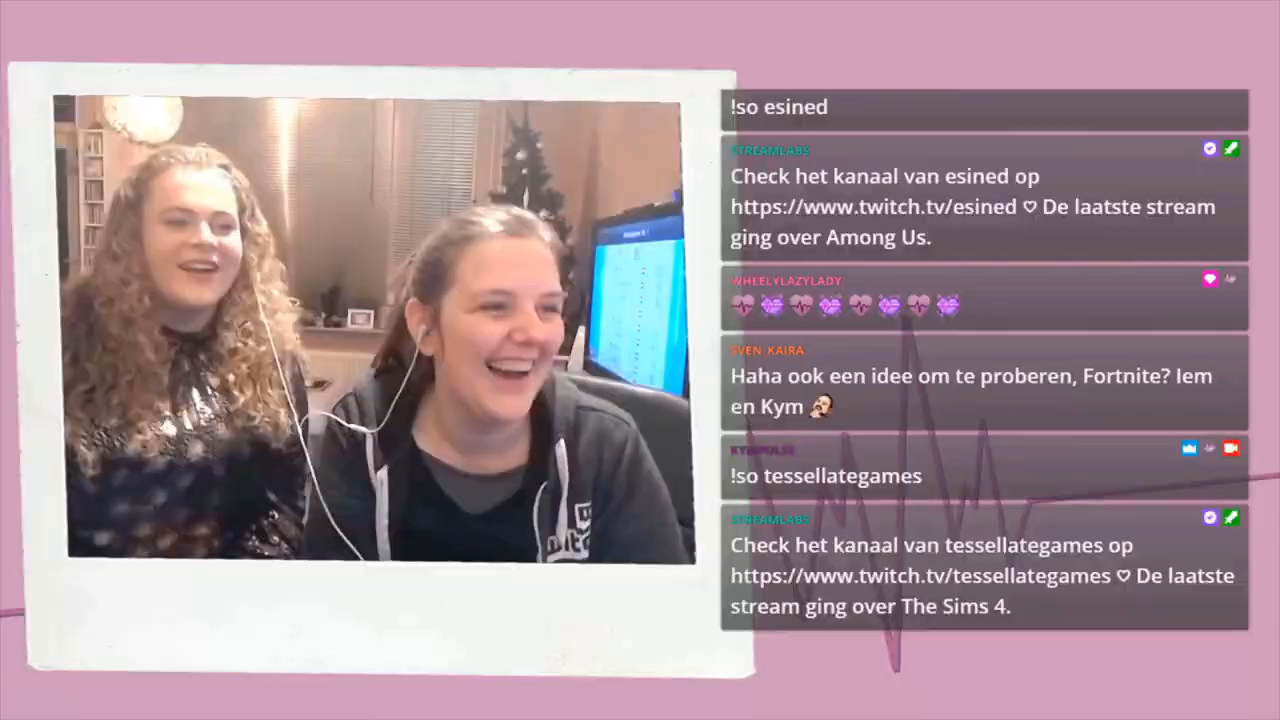 !so esined
STREAMLABS
Check het kanaal van esined op
https://www.twitch.tv/esined ♡ De laatste stream
ging over Among Us.
WHEELYLAZYLADY
SVEN_KAIRA
Haha ook een idee om te proberen, Fortnite? Iem
en Kym
KYMPULSE
!so tessellategames
STREAMLABS
Check het kanaal van tessellategames op
https://www.twitch.tv/tessellategames ♡ De laatste
stream ging over The Sims 4.